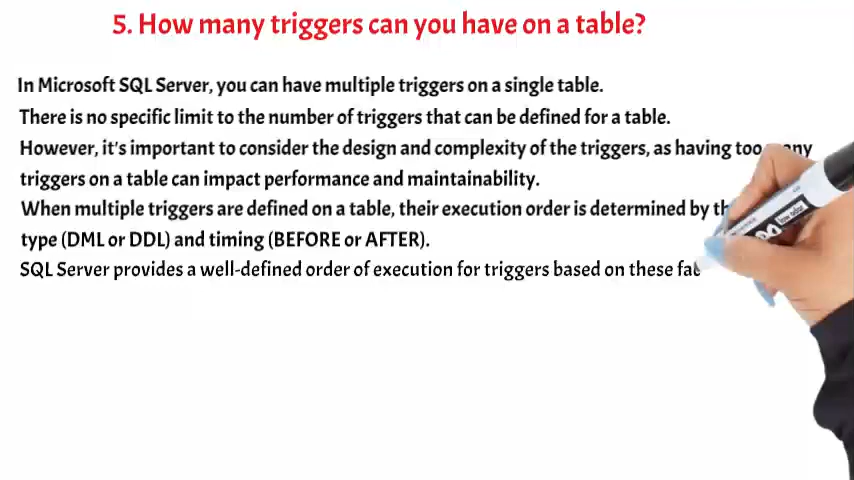 5. How many triggers can you have on a table?
In Microsoft SQL Server, you can have multiple triggers on a single table.
There is no specific limit to the number of triggers that can be defined for a table.
However, it's important to consider the design and complexity of the triggers, as having too many
triggers on a table can impact performance and maintainability.
When multiple triggers are defined on a table, their execution order is determined by th
type (DML or DDL) and timing (BEFORE or AFTER).
SQL Server provides a well-defined order of execution for triggers based on these fac
low odor